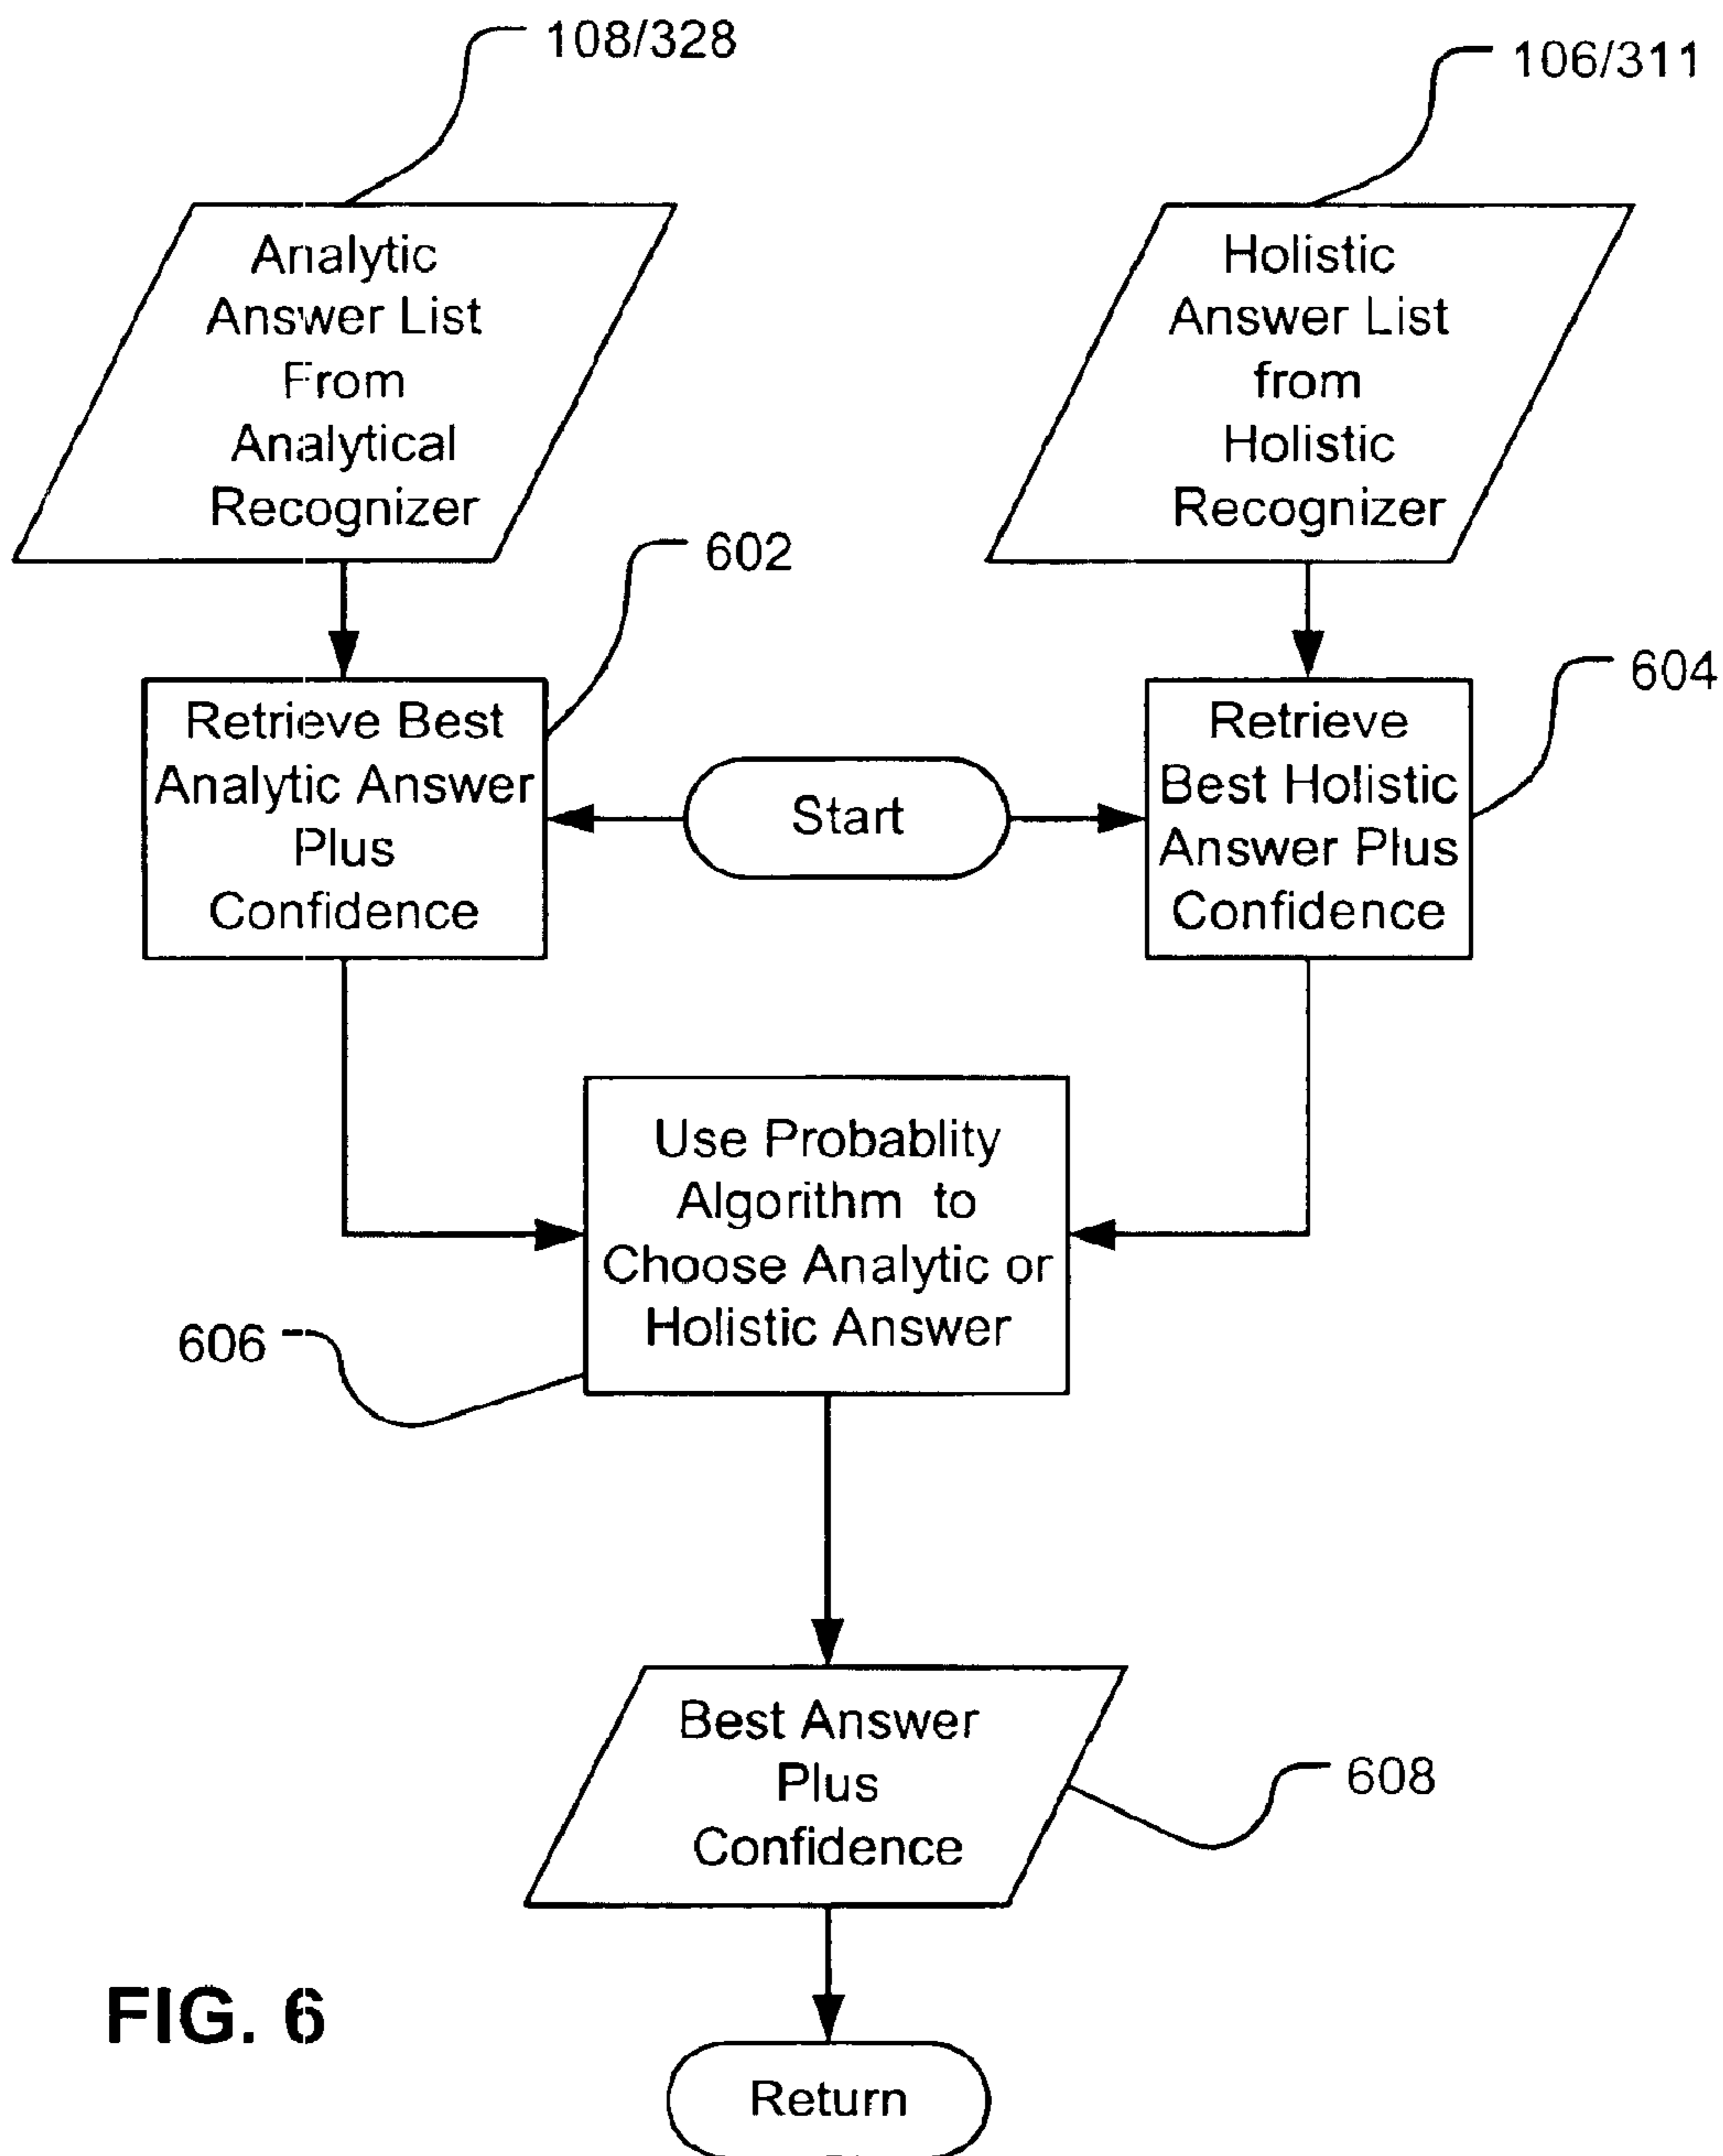 108/328
106/311
Analytic
Answer List
From
Analytical
Recognizer
Holistic
Answer List
from
Holistic
Recognizer
602
604
Retrieve Best
Analytic Answer
Plus
Confidence
Start
Retrieve
Best Holistic
Answer Plus
Confidence
Use Probablity
Algorithm to
Choose Analytic or
Holistic Answer
606
Best Answer
Plus
Confidence
608
FIG. 6
Return